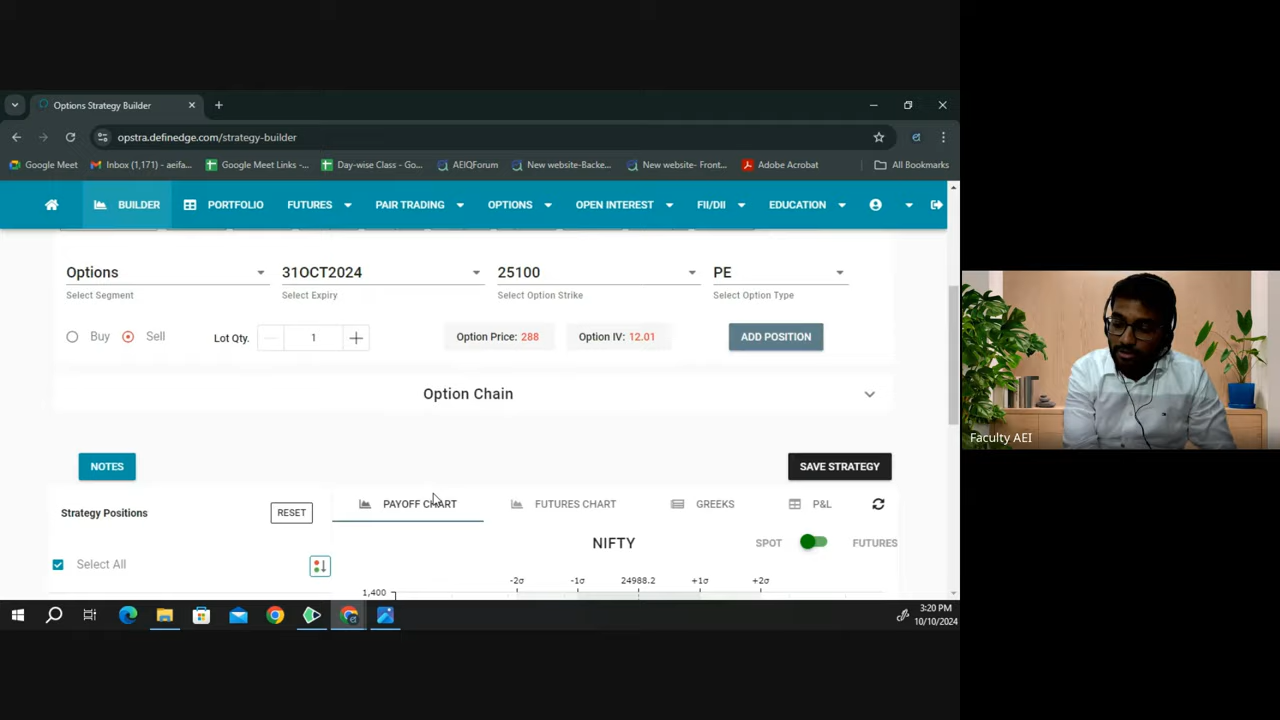 Options Strategy Builder
opstra.definedge.com/strategy-builder
Google Meet
Inbox (1,171) - aeifa...
Google Meet Links -...
Day-wise Class - Go...
AEIQForum
New website-Backe...
New website- Front...
Adobe Acrobat
All Bookmarks
BUILDER
PORTFOLIO
FUTURES
PAIR TRADING
OPTIONS
OPEN INTEREST
FII/DII
EDUCATION
Options
31OCT2024
25100
PE
Select Segment
Select Expiry
Select Option Strike
Select Option Type
Buy
Sell
Lot Qty.
1
Option Price: 288
Option IV: 12.01
ADD POSITION
Option Chain
NOTES
SAVE STRATEGY
Strategy Positions
RESET
PAYOFF CHART
FUTURES CHART
GREEKS
P&L
NIFTY
SPOT
FUTURES
Select All
-2σ
-1σ
24988.2
+1σ
+2σ
1,400
3:20 PM
10/10/2024
Faculty AEI